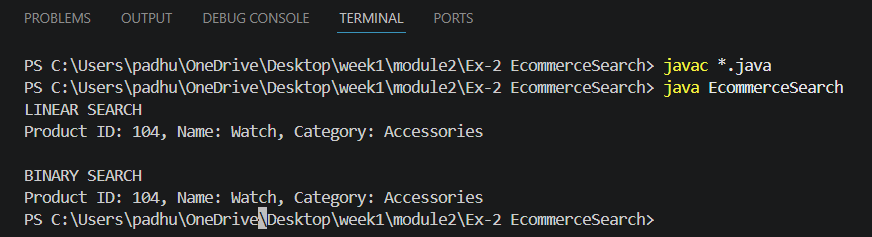 PROBLEMS OUTPUT DEBUG CONSOLE TERMINAL PORTS
PS C:\Users\padhu\OneDrive\Desktop\week1\module2\Ex-2 EcommerceSearch> javac *.java
PS C:\Users\padhu\OneDrive\Desktop\week1\module2\Ex-2 EcommerceSearch> java EcommerceSearch
LINEAR SEARCH
Product ID: 104, Name: Watch, Category: Accessories
BINARY SEARCH
Product ID: 104, Name: Watch, Category: Accessories
PS C:\Users\padhu\OneDrive\Desktop\week1\module2\Ex-2 EcommerceSearch>